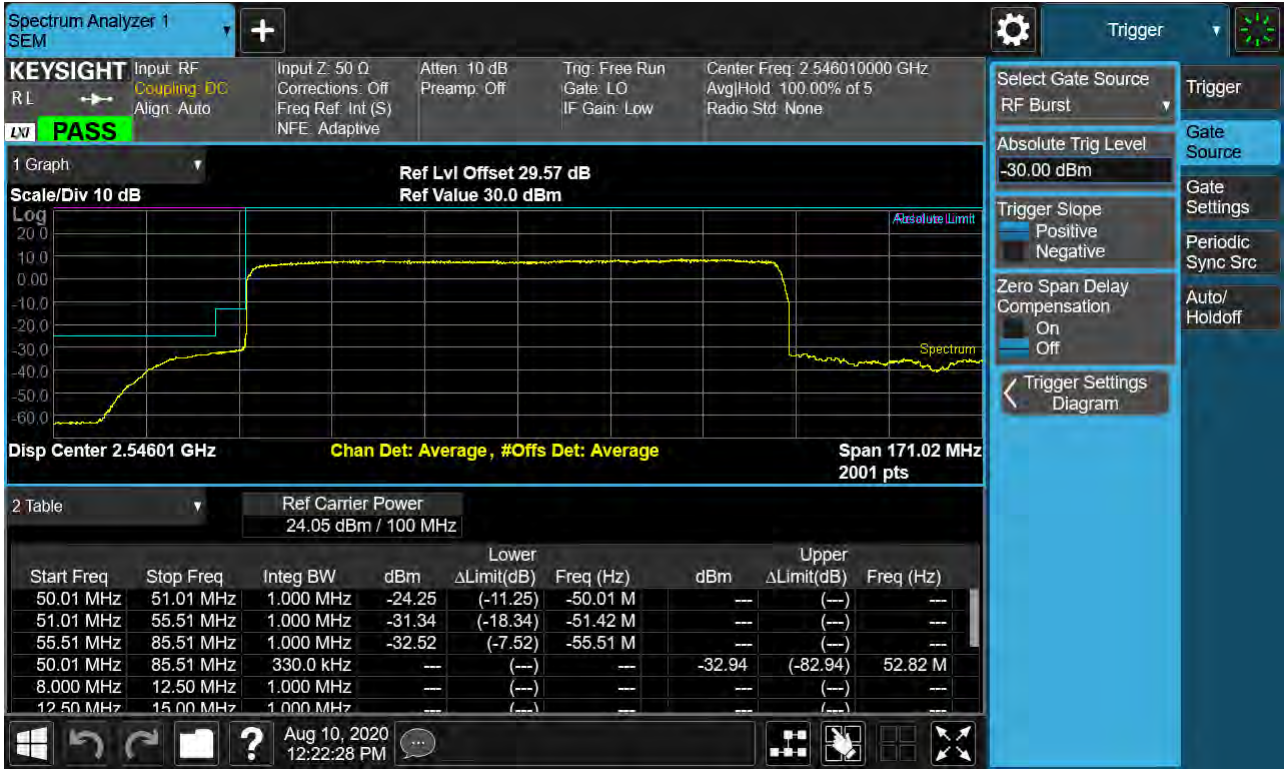 Spectrum Analyzer 1
SEM
+
Trigger
KEYSIGHT
R L
LXI
PASS
Input: RF
Coupling: DC
Align: Auto
Input Z: 50 Ω
Corrections: Off
Freq Ref: Int (S)
NFE: Adaptive
Atten: 10 dB
Preamp: Off
Trig: Free Run
Gate: LO
IF Gain: Low
Center Freq: 2.546010000 GHz
Avg|Hold: 100.00% of 5
Radio Std: None
1 Graph
Scale/Div 10 dB
Ref Lvl Offset 29.57 dB
Ref Value 30.0 dBm
Log
Absolute Limit
20.0
10.0
0.00
-10.0
-20.0
-30.0
Spectrum
-40.0
-50.0
-60.0
Disp Center 2.54601 GHz
Chan Det: Average, #Offs Det: Average
Span 171.02 MHz
2001 pts
2 Table
Ref Carrier Power
24.05 dBm / 100 MHz
Lower Upper
Start Freq Stop Freq Integ BW dBm ΔLimit(dB) Freq (Hz) dBm ΔLimit(dB) Freq (Hz)
50.01 MHz 51.01 MHz 1.000 MHz -24.25 (-11.25) -50.01 M --- (---) ---
51.01 MHz 55.51 MHz 1.000 MHz -31.34 (-18.34) -51.42 M --- (---) ---
55.51 MHz 85.51 MHz 1.000 MHz -32.52 (-7.52) -55.51 M --- (---) ---
50.01 MHz 85.51 MHz 330.0 kHz --- (---) --- -32.94 (-82.94) 52.82 M
8.000 MHz 12.50 MHz 1.000 MHz --- (---) --- --- (---) ---
12.50 MHz 15.00 MHz 1.000 MHz --- (---) --- --- (---) ---
Select Gate Source
RF Burst
Absolute Trig Level
-30.00 dBm
Trigger Slope
Positive
Negative
Zero Span Delay
Compensation
On
Off
Trigger Settings
Diagram
Trigger
Gate
Source
Gate
Settings
Periodic
Sync Src
Auto/
Holdoff
?
Aug 10, 2020
12:22:28 PM